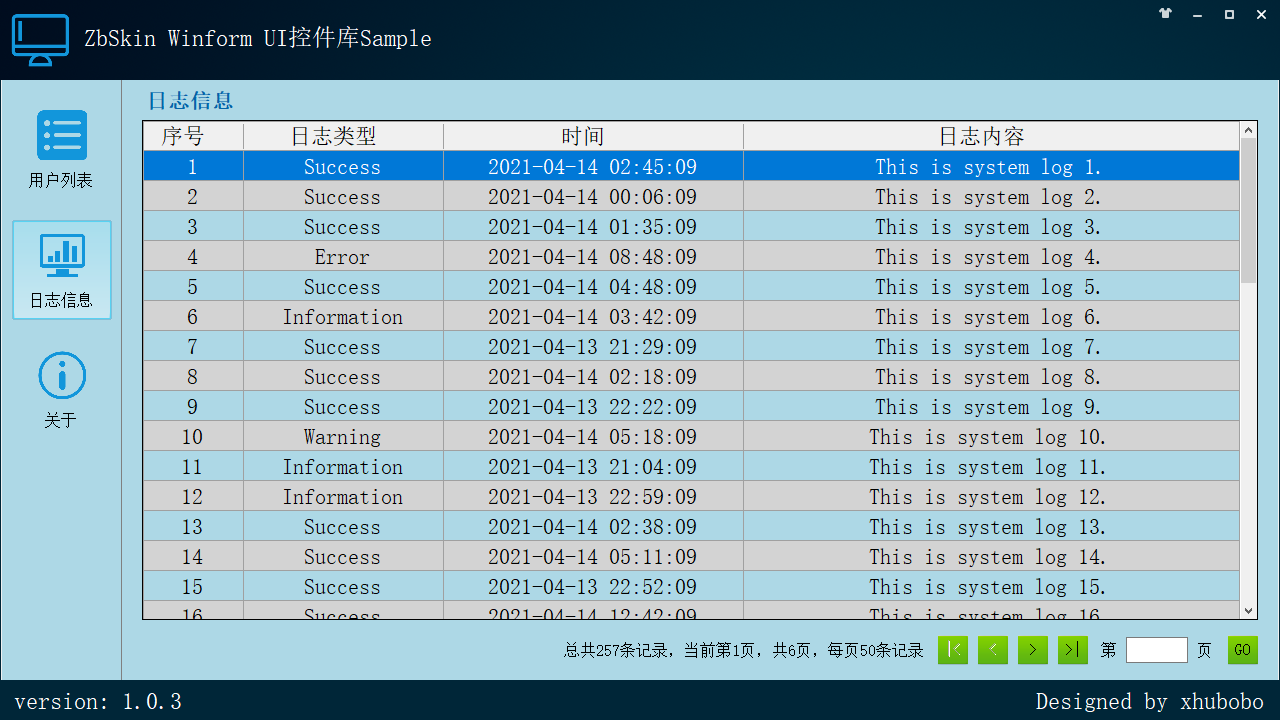 ZbSkin Winform UI控件库Sample
用户列表
日志信息
关于
日志信息
序号 日志类型 时间 日志内容
1 Success 2021-04-14 02:45:09 This is system log 1.
2 Success 2021-04-14 00:06:09 This is system log 2.
3 Success 2021-04-14 01:35:09 This is system log 3.
4 Error 2021-04-14 08:48:09 This is system log 4.
5 Success 2021-04-14 04:48:09 This is system log 5.
6 Information 2021-04-14 03:42:09 This is system log 6.
7 Success 2021-04-13 21:29:09 This is system log 7.
8 Success 2021-04-14 02:18:09 This is system log 8.
9 Success 2021-04-13 22:22:09 This is system log 9.
10 Warning 2021-04-14 05:18:09 This is system log 10.
11 Information 2021-04-13 21:04:09 This is system log 11.
12 Information 2021-04-13 22:59:09 This is system log 12.
13 Success 2021-04-14 02:38:09 This is system log 13.
14 Success 2021-04-14 05:11:09 This is system log 14.
15 Success 2021-04-13 22:52:09 This is system log 15.
16 Success 2021-04-14 12:42:09 This is system log 16.
总共257条记录，当前第1页，共6页，每页50条记录 |< < > >| 第 页 GO
version: 1.0.3
Designed by xhubobo